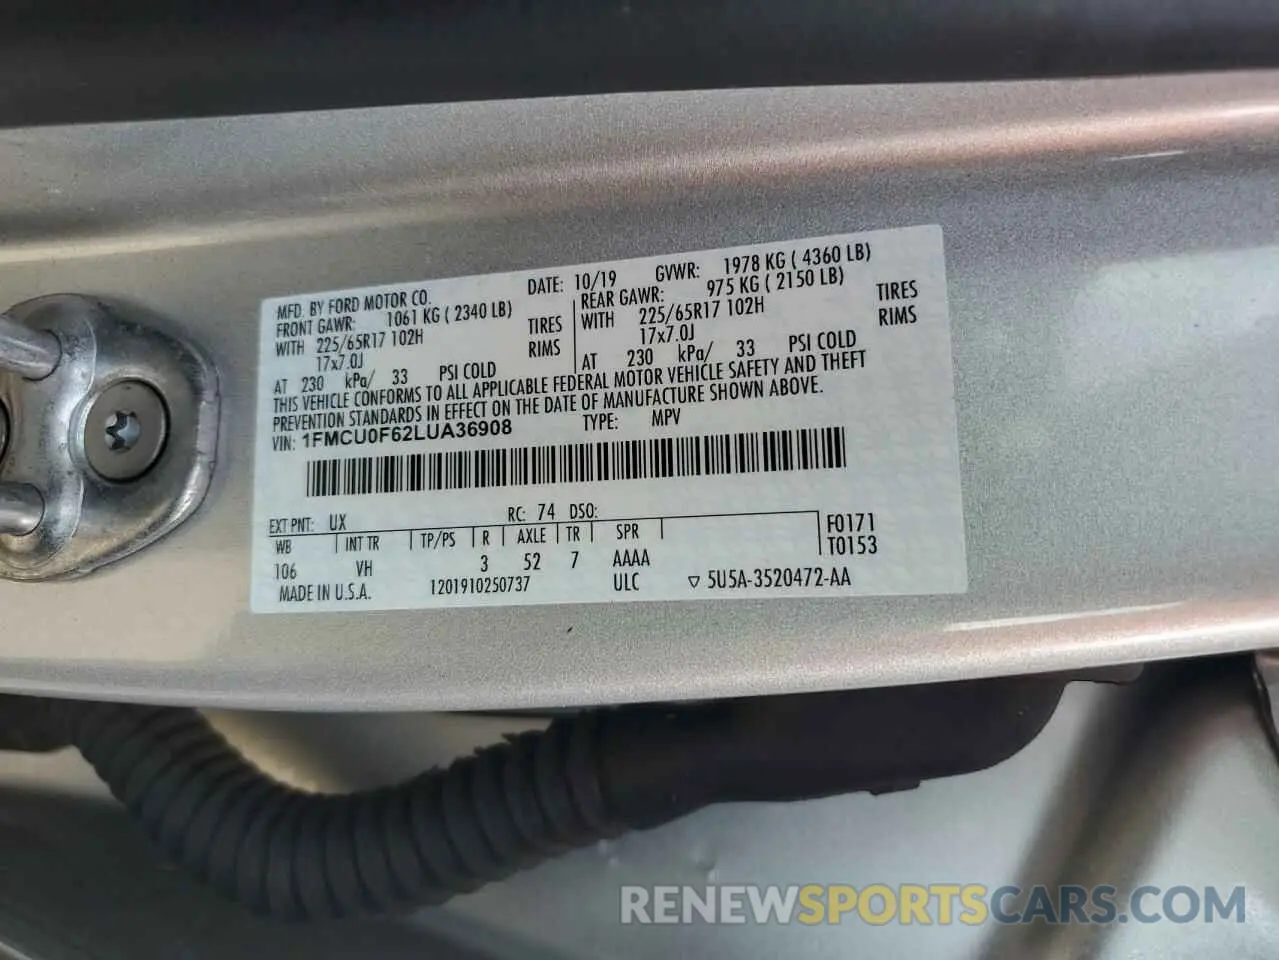 MFD. BY FORD MOTOR CO.
DATE: 10/19 GVWR: 1978 KG ( 4360 LB)
FRONT GAWR: 1061 KG ( 2340 LB)
REAR GAWR: 975 KG ( 2150 LB)
WITH 225/65R17 102H TIRES
WITH 225/65R17 102H TIRES
17x7.0J RIMS
17x7.0J RIMS
AT 230 kPa/ 33 PSI COLD
AT 230 kPa/ 33 PSI COLD
THIS VEHICLE CONFORMS TO ALL APPLICABLE FEDERAL MOTOR VEHICLE SAFETY AND THEFT
PREVENTION STANDARDS IN EFFECT ON THE DATE OF MANUFACTURE SHOWN ABOVE.
VIN: 1FMCU0F62LUA36908 TYPE: MPV
EXT PNT: UX RC: 74 DSO:
WB INT TR TP/PS R AXLE TR SPR F0171
106 VH 3 52 7 AAAA T0153
MADE IN U.S.A. 1201910250737 ULC ▽ 5U5A-3520472-AA
RENEWSPORTSCARS.COM